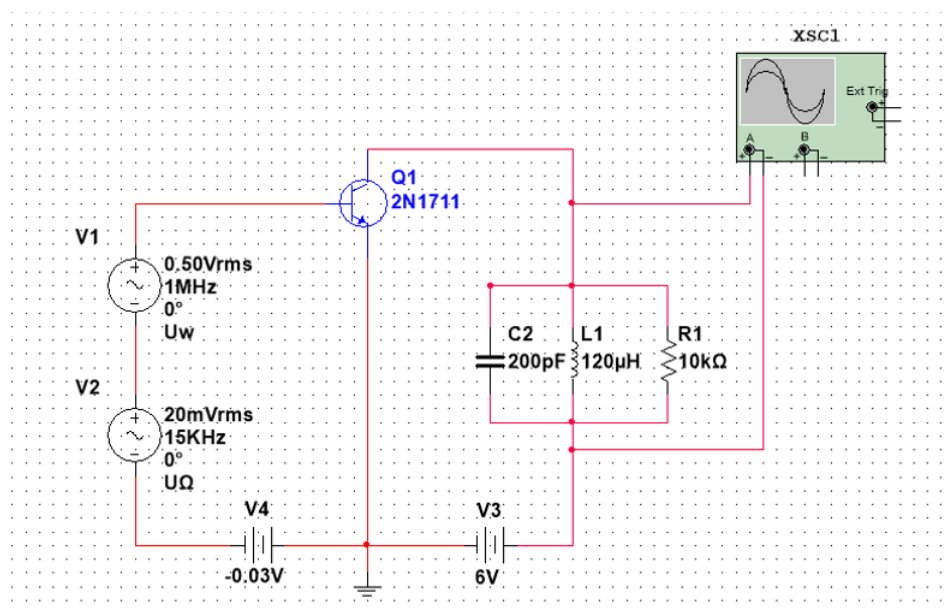 XSC1
Ext Trig
+
−
A
B
+ −
+ −
Q1
2N1711
V1
+
−
0.50Vrms
1MHz
0°
Uw
V2
+
−
20mVrms
15KHz
0°
UΩ
C2
200pF
L1
120µH
R1
10kΩ
V4
-0.03V
V3
6V